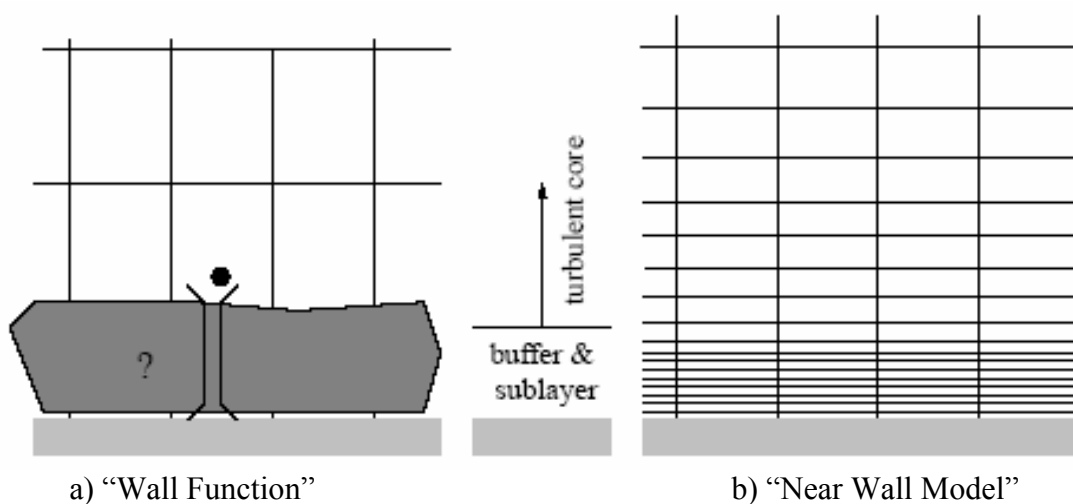 turbulent core
?
buffer &
sublayer
a) “Wall Function”
b) “Near Wall Model”